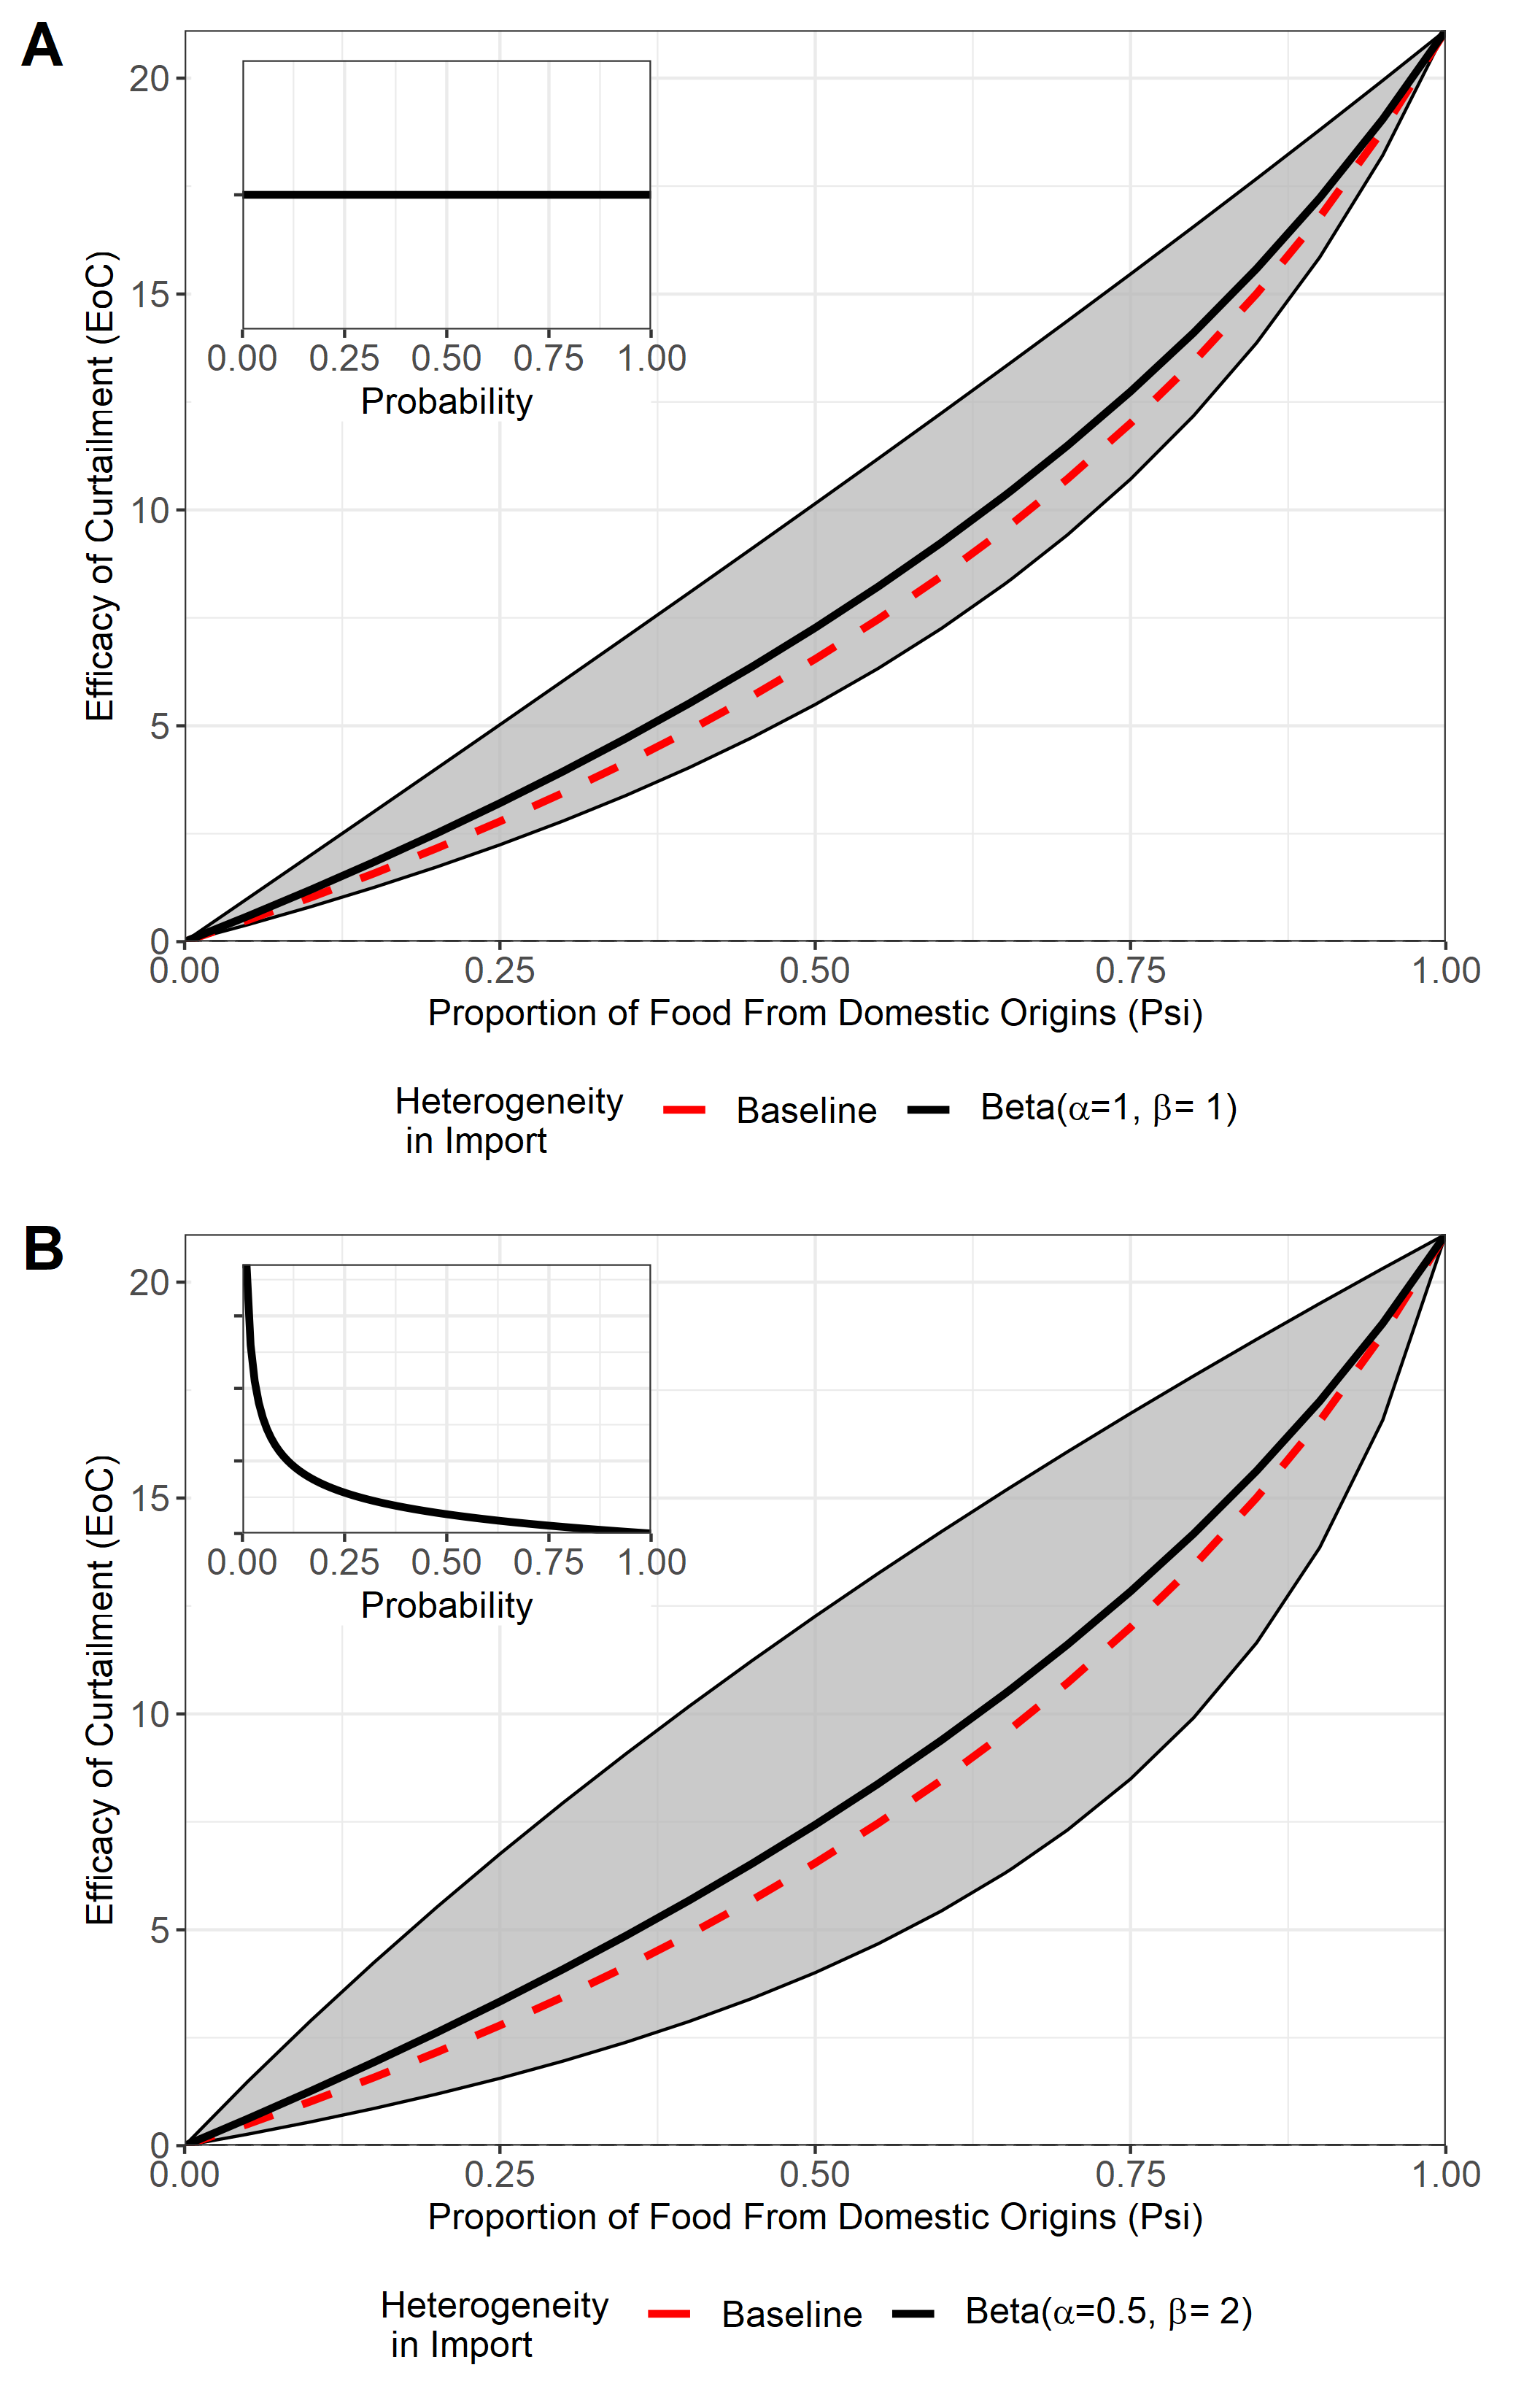 A
20
15
10
5
0
Efficacy of Curtailment (EoC)
0.00 0.25 0.50 0.75 1.00
Probability
0.00 0.25 0.50 0.75 1.00
Proportion of Food From Domestic Origins (Psi)
Heterogeneity
in Import
Baseline
Beta(α=1, β= 1)
B
20
15
10
5
0
Efficacy of Curtailment (EoC)
0.00 0.25 0.50 0.75 1.00
Probability
0.00 0.25 0.50 0.75 1.00
Proportion of Food From Domestic Origins (Psi)
Heterogeneity
in Import
Baseline
Beta(α=0.5, β= 2)